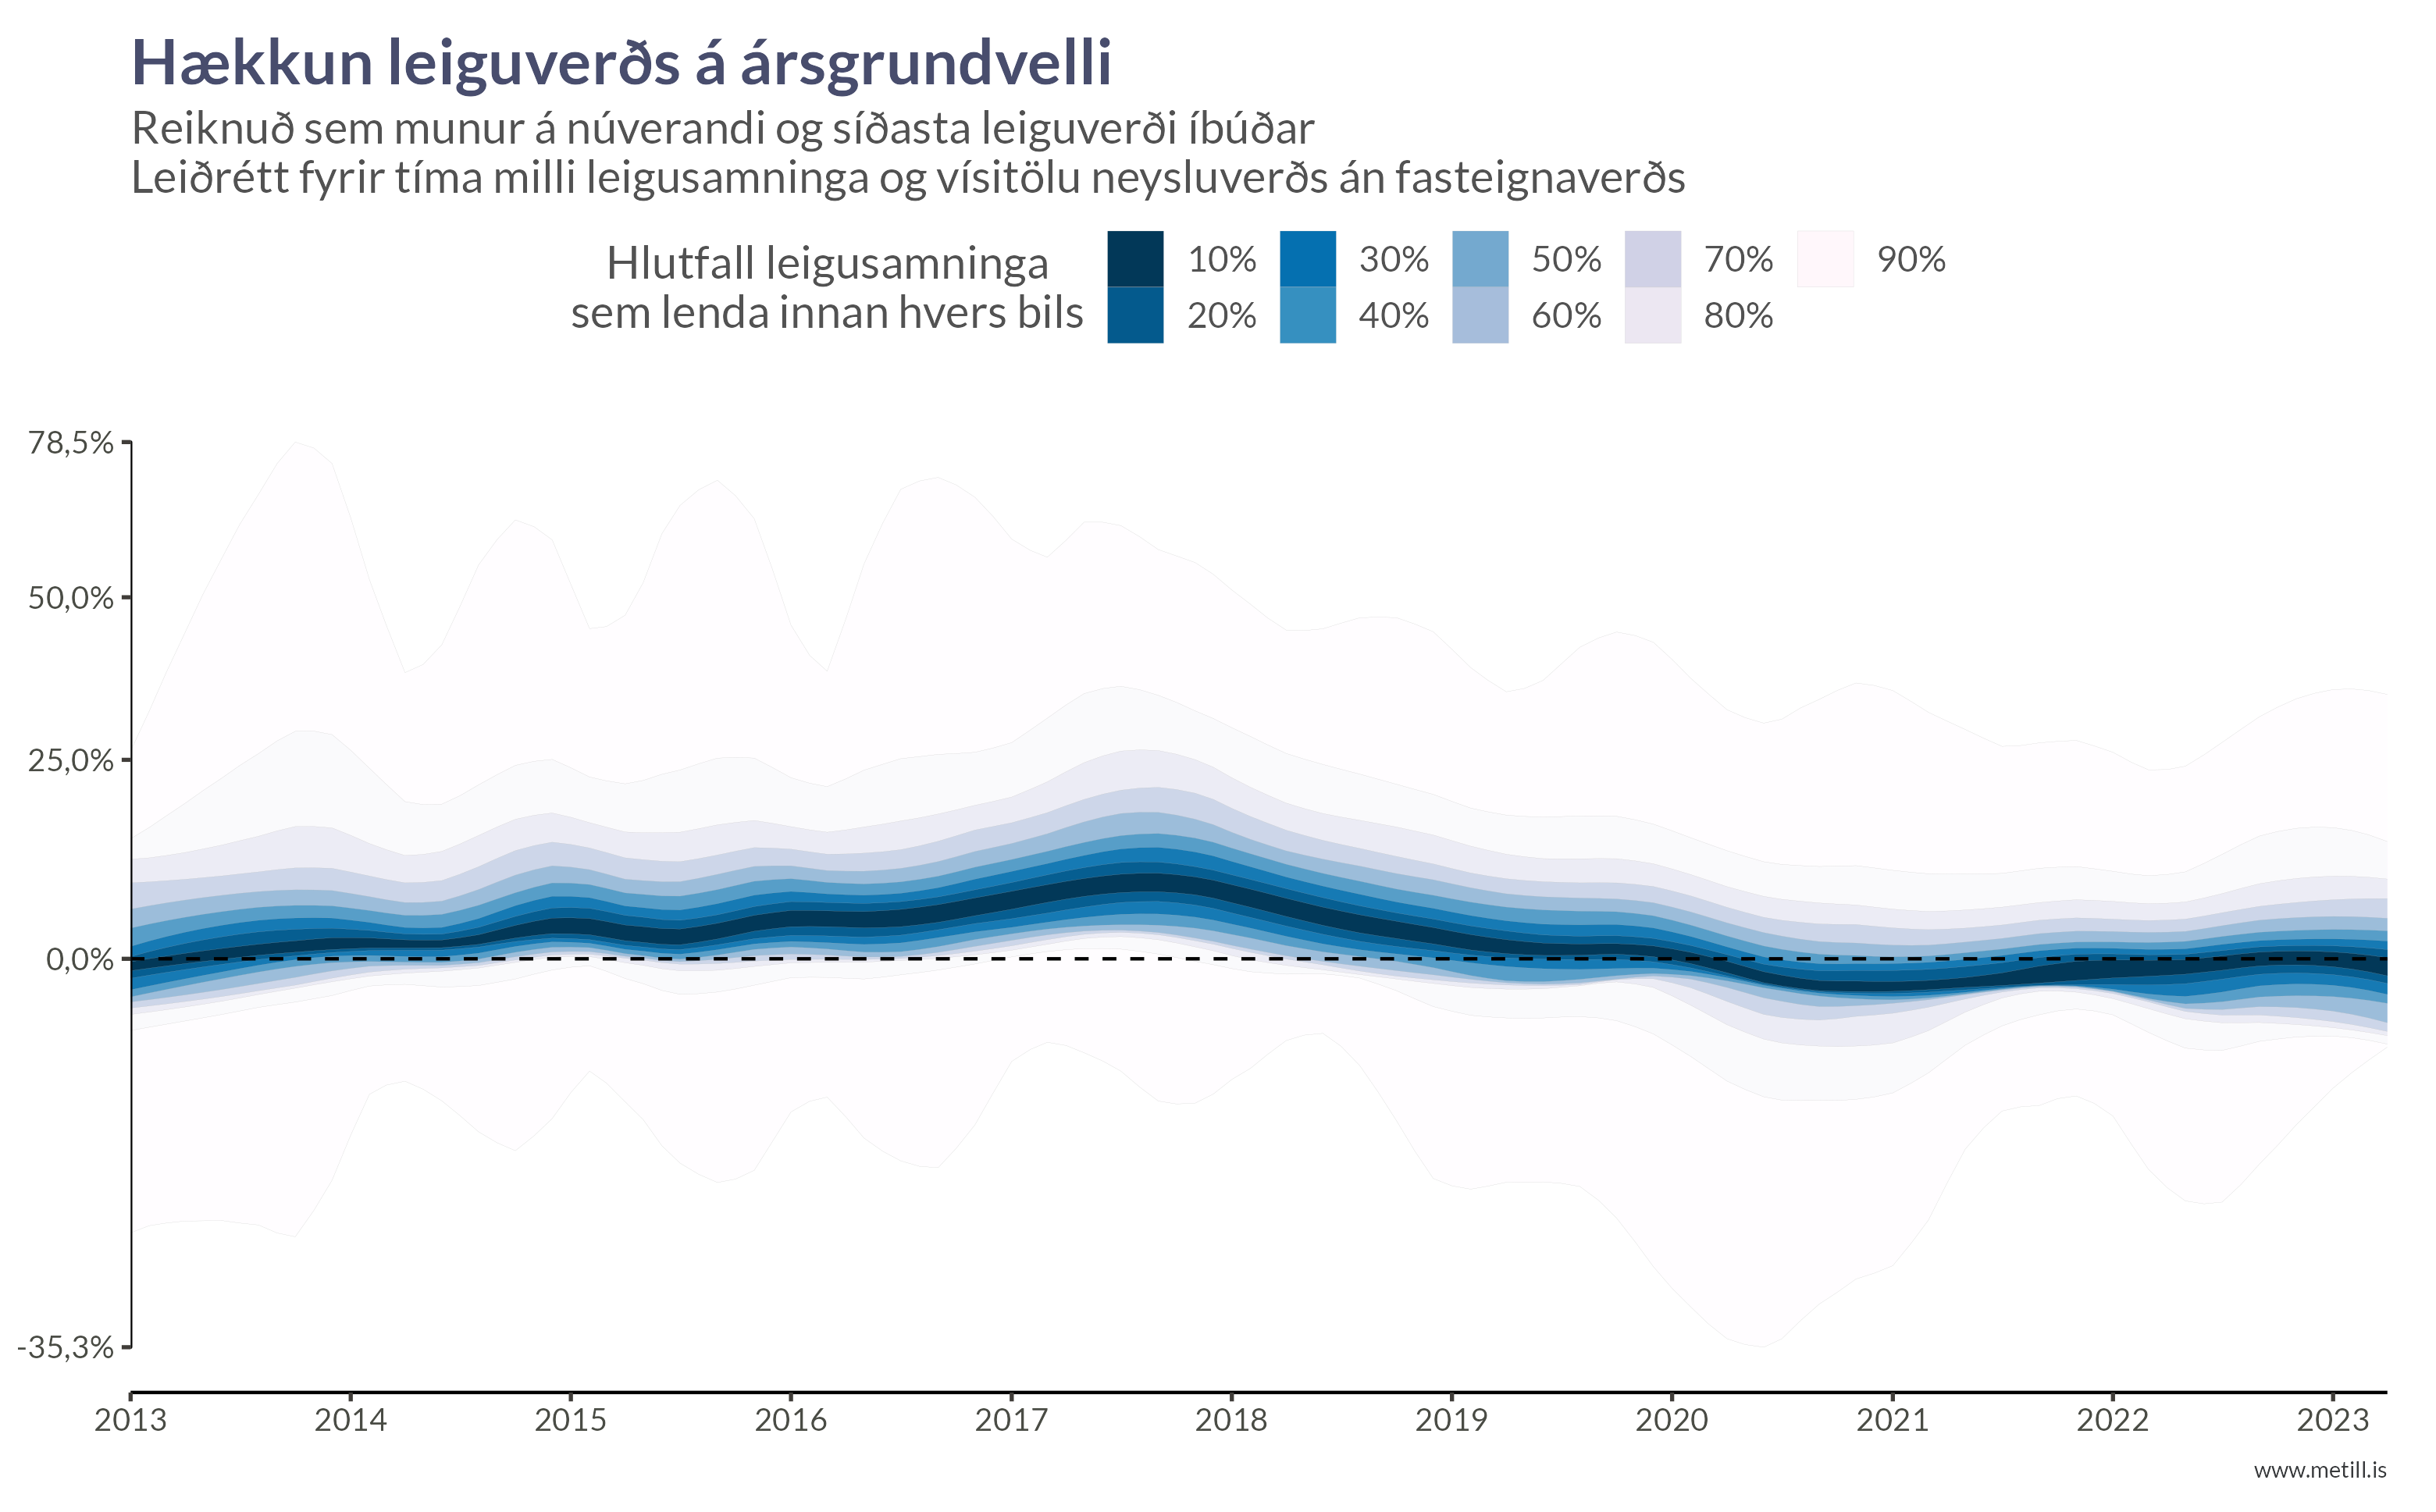 Hækkun leiguverðs á ársgrundvelli
Reiknuð sem munur á núverandi og síðasta leiguverði íbúðar
Leiðrétt fyrir tíma milli leigusamninga og vísitölu neysluverðs án fasteignaverðs
Hlutfall leigusamninga
sem lenda innan hvers bils
10% 30% 50% 70% 90%
20% 40% 60% 80%
78,5%
50,0%
25,0%
0,0%
-35,3%
2013 2014 2015 2016 2017 2018 2019 2020 2021 2022 2023
www.metill.is